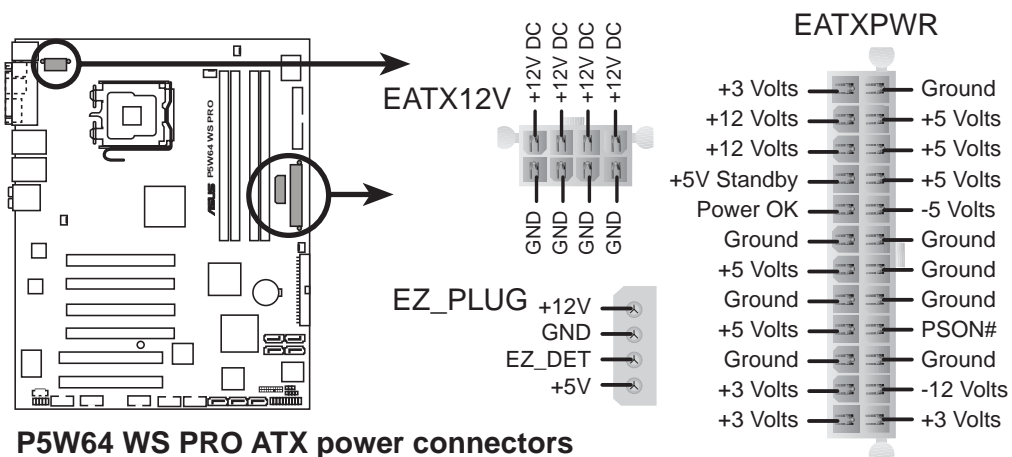 EATXPWR
+12V DC
+12V DC
+12V DC
+12V DC
EATX12V
GND
GND
GND
GND
ASUS P5W64 WS PRO
+3 Volts Ground
+12 Volts +5 Volts
+12 Volts +5 Volts
+5V Standby +5 Volts
Power OK -5 Volts
Ground Ground
+5 Volts Ground
Ground Ground
+5 Volts PSON#
Ground Ground
+3 Volts -12 Volts
+3 Volts +3 Volts
EZ_PLUG
+12V
GND
EZ_DET
+5V
P5W64 WS PRO ATX power connectors